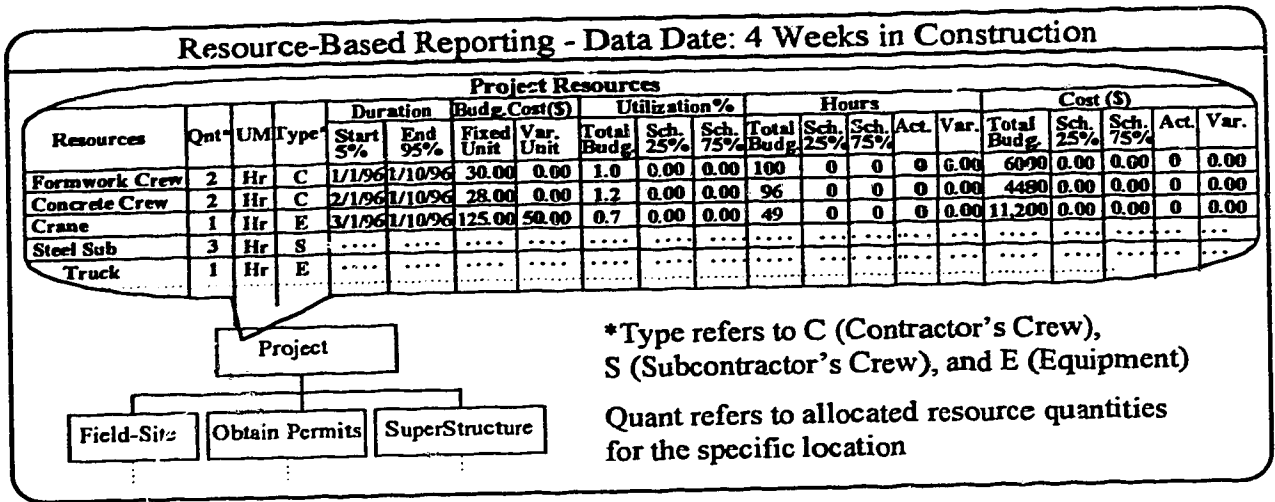 Resource-Based Reporting - Data Date: 4 Weeks in Construction
Project Resources
Resources Qnt* UM Type* Duration Budg.Cost($) Utilization% Hours Cost ($)
Start 5% End 95% Fixed Unit Var. Unit Total Budg. Sch. 25% Sch. 75% Total Budg. Sch. 25% Sch. 75% Act. Var. Total Budg. Sch. 25% Sch. 75% Act. Var.
Formwork Crew 2 Hr C 1/1/96 1/10/96 30.00 0.00 1.0 0.00 0.00 100 0 0 0 0.00 6000 0.00 0.00 0 0.00
Concrete Crew 2 Hr C 2/1/96 1/10/96 28.00 0.00 1.2 0.00 0.00 96 0 0 0 0.00 4480 0.00 0.00 0 0.00
Crane 1 Hr E 3/1/96 1/10/96 125.00 50.00 0.7 0.00 0.00 49 0 0 0 0.00 11,200 0.00 0.00 0 0.00
Steel Sub 3 Hr S .... .... .... .... .... .... .... .... .... .... .... .... .... .... .... .... ....
Truck 1 Hr E .... .... .... .... .... .... .... .... .... .... .... .... .... .... .... .... ....
Project
Field-Site Obtain Permits SuperStructure
*Type refers to C (Contractor's Crew),
S (Subcontractor's Crew), and E (Equipment)
Quant refers to allocated resource quantities
for the specific location